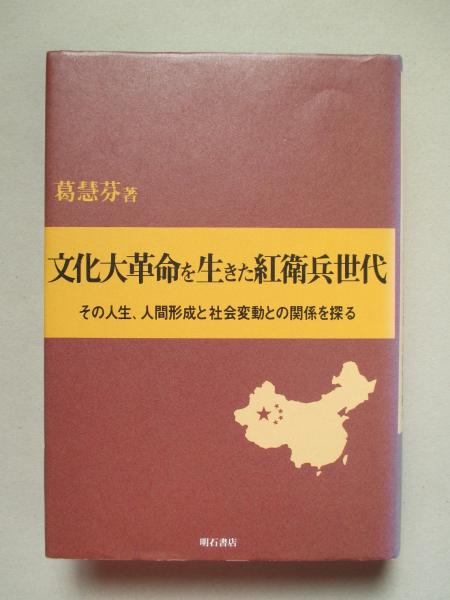 葛慧芬著
文化大革命を生きた紅衛兵世代
その人生、人間形成と社会変動との関係を探る
明石書店